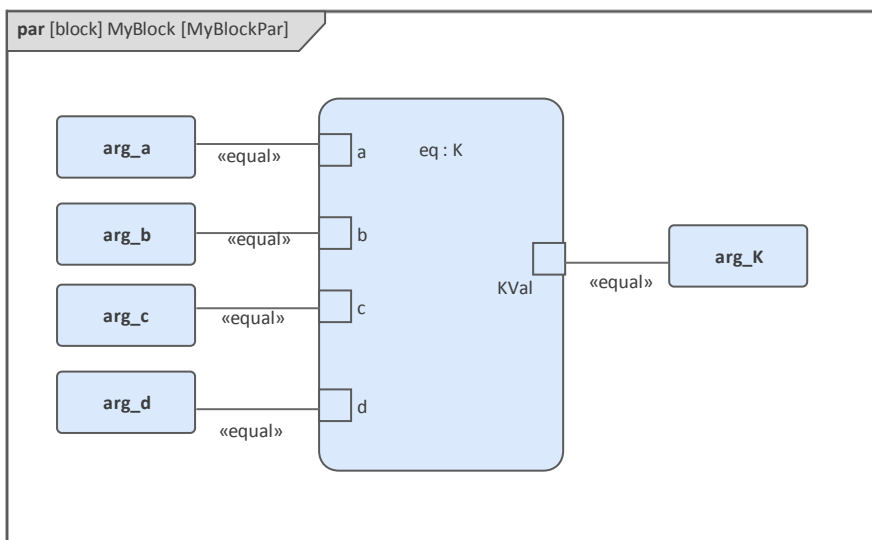 par [block] MyBlock [MyBlockPar]
arg_a
«equal»
a
eq : K
arg_b
«equal»
b
arg_c
«equal»
c
arg_d
«equal»
d
KVal
«equal»
arg_K